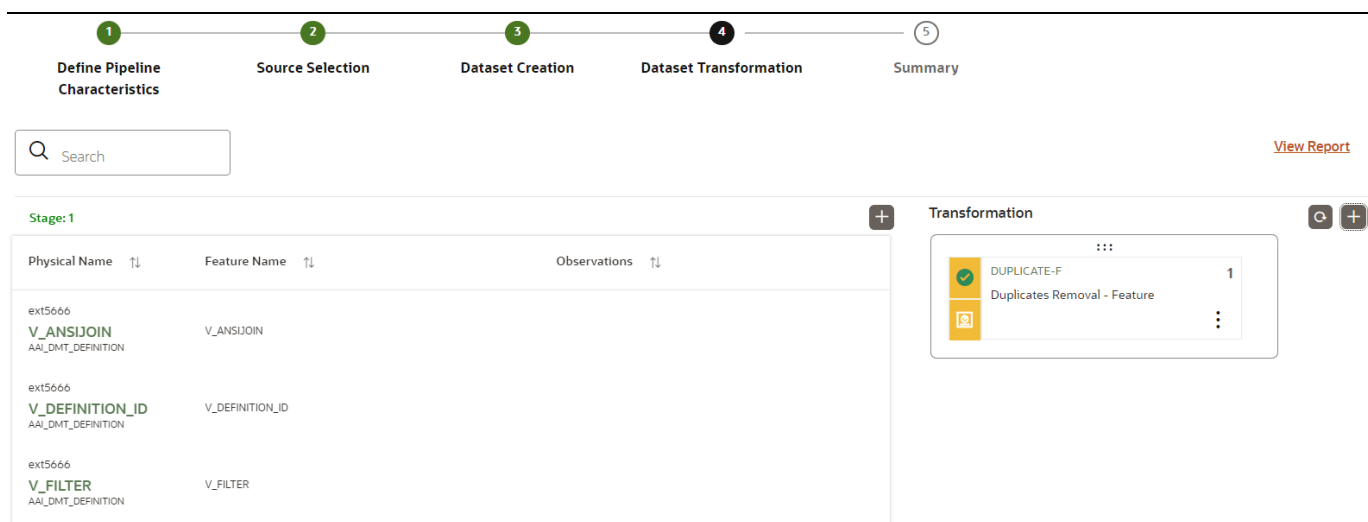 1
2
3
4
5
Define Pipeline
Characteristics
Source Selection
Dataset Creation
Dataset Transformation
Summary
Search
View Report
Stage: 1
Transformation
Physical Name
Feature Name
Observations
ext5666
V_ANSIJOIN
V_ANSIJOIN
AAI_DMT_DEFINITION
ext5666
V_DEFINITION_ID
V_DEFINITION_ID
AAI_DMT_DEFINITION
ext5666
V_FILTER
V_FILTER
AAI_DMT_DEFINITION
DUPLICATE-F
1
Duplicates Removal - Feature